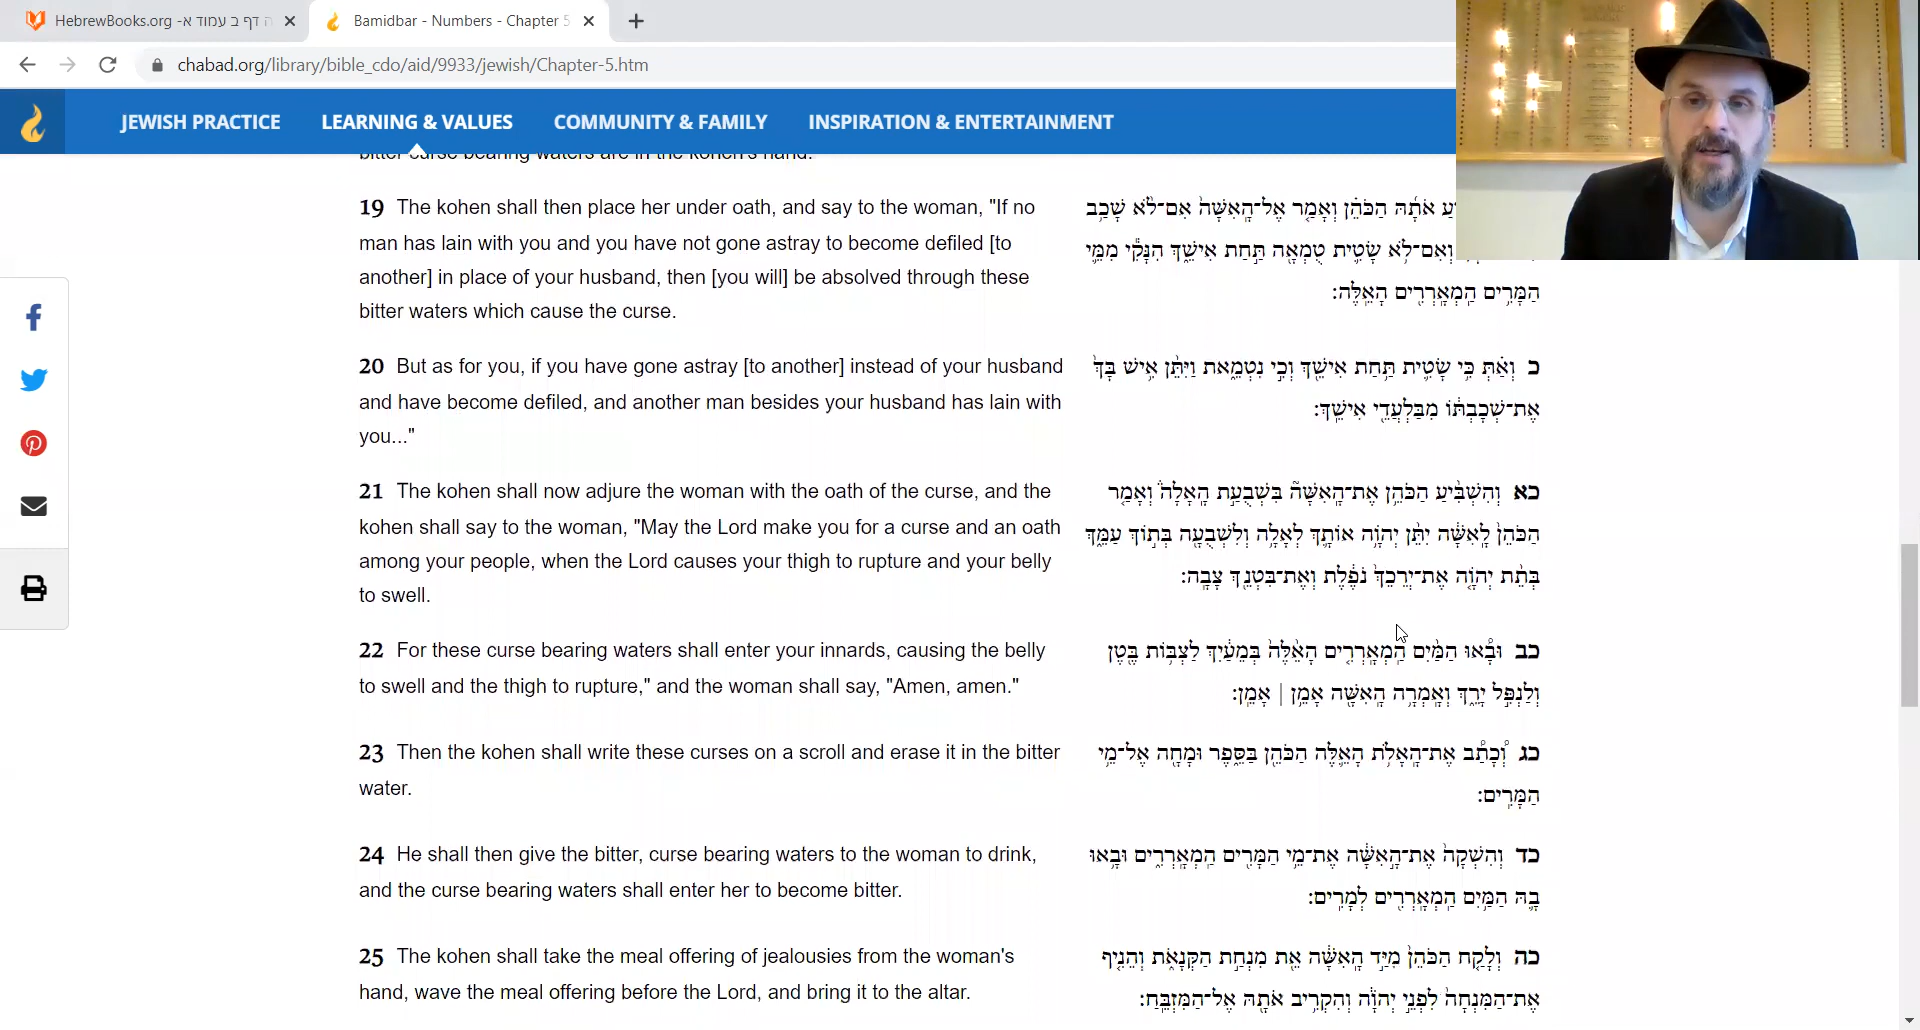 HebrewBooks.org -ה דף ב עמוד א
Bamidbar - Numbers - Chapter 5
chabad.org/library/bible_cdo/aid/9933/jewish/Chapter-5.htm
JEWISH PRACTICE LEARNING & VALUES COMMUNITY & FAMILY INSPIRATION & ENTERTAINMENT
bitter curse bearing waters are in the kohen's hand.
19 The kohen shall then place her under oath, and say to the woman, "If no
man has lain with you and you have not gone astray to become defiled [to
another] in place of your husband, then [you will] be absolved through these
bitter waters which cause the curse.
אֹתָ֜הּ הַכֹּהֵ֗ן וְאָמַ֤ר אֶל־הָֽאִשָּׁה֙ אִם־לֹ֨א שָׁכַ֥ב
וְאִם־לֹ֥א שָׂטִ֛ית טֻמְאָ֖ה תַּ֣חַת אִישֵׁ֑ךְ הִנָּקִ֕י מִמֵּ֛י
הַמָּרִ֥ים הַֽמְאָֽרְרִ֖ים הָאֵֽלֶּה:
20 But as for you, if you have gone astray [to another] instead of your husband
and have become defiled, and another man besides your husband has lain with
you..."
כ וְאַ֗תְּ כִּ֥י שָׂטִ֛ית תַּ֥חַת אִישֵׁ֖ךְ וְכִ֣י נִטְמֵ֑את וַיִּתֵּ֨ן אִ֥ישׁ בָּךְ֙
אֶת־שְׁכָבְתּ֔וֹ מִבַּלְעֲדֵ֖י אִישֵֽׁךְ:
21 The kohen shall now adjure the woman with the oath of the curse, and the
kohen shall say to the woman, "May the Lord make you for a curse and an oath
among your people, when the Lord causes your thigh to rupture and your belly
to swell.
כא וְהִשְׁבִּ֨יעַ הַכֹּהֵ֥ן אֶת־הָֽאִשָּׁה֘ בִּשְׁבֻעַ֣ת הָֽאָלָה֒ וְאָמַ֤ר
הַכֹּהֵן֙ לָֽאִשָּׁ֔ה יִתֵּ֨ן יְהֹוָ֥ה אוֹתָ֛ךְ לְאָלָ֥ה וְלִשְׁבֻעָ֖ה בְּת֣וֹךְ עַמֵּ֑ךְ
בְּתֵ֨ת יְהֹוָ֤ה אֶת־יְרֵכֵךְ֙ נֹפֶ֔לֶת וְאֶת־בִּטְנֵ֖ךְ צָבָֽה:
22 For these curse bearing waters shall enter your innards, causing the belly
to swell and the thigh to rupture," and the woman shall say, "Amen, amen."
כב וּ֠בָ֠אוּ הַמַּ֨יִם הַֽמְאָֽרְרִ֤ים הָאֵ֨לֶּה֙ בְּמֵעַ֔יִךְ לַצְבּ֥וֹת בֶּ֖טֶן
וְלַנְפִּ֣ל יָרֵ֑ךְ וְאָֽמְרָ֥ה הָֽאִשָּׁ֖ה אָמֵ֥ן | אָמֵֽן:
23 Then the kohen shall write these curses on a scroll and erase it in the bitter
water.
כג וְ֠כָתַ֠ב אֶת־הָֽאָלֹ֥ת הָאֵ֛לֶּה הַכֹּהֵ֖ן בַּסֵּ֑פֶר וּמָחָ֖ה אֶל־מֵ֥י
הַמָּרִֽים:
24 He shall then give the bitter, curse bearing waters to the woman to drink,
and the curse bearing waters shall enter her to become bitter.
כד וְהִשְׁקָה֙ אֶת־הָ֣אִשָּׁ֔ה אֶת־מֵ֥י הַמָּרִ֖ים הַֽמְאָֽרְרִ֑ים וּבָ֥אוּ
בָ֛הּ הַמַּ֥יִם הַֽמְאָֽרְרִ֖ים לְמָרִֽים:
25 The kohen shall take the meal offering of jealousies from the woman's
hand, wave the meal offering before the Lord, and bring it to the altar.
כה וְלָקַ֤ח הַכֹּהֵן֙ מִיַּ֣ד הָֽאִשָּׁ֔ה אֵ֖ת מִנְחַ֣ת הַקְּנָאֹ֑ת וְהֵנִ֤יף
אֶת־הַמִּנְחָה֙ לִפְנֵ֣י יְהֹוָ֔ה וְהִקְרִ֥יב אֹתָ֖הּ אֶל־הַמִּזְבֵּֽחַ: